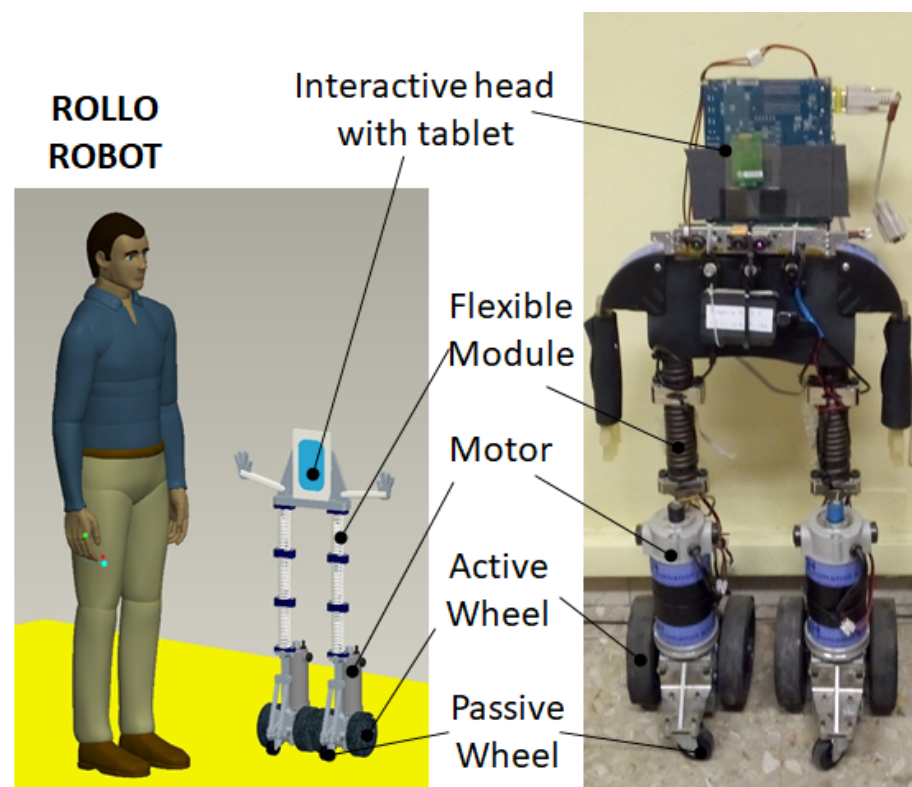 ROLLO
ROBOT
Interactive head
with tablet
Flexible
Module
Motor
Active
Wheel
Passive
Wheel